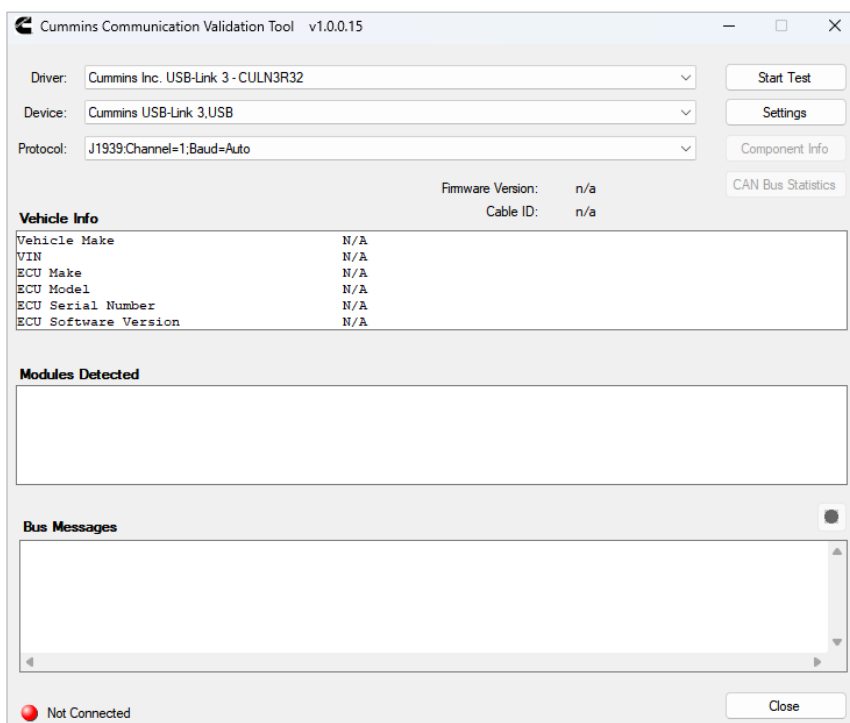 Cummins Communication Validation Tool v1.0.0.15
Driver: Cummins Inc. USB-Link 3 - CULN3R32 Start Test
Device: Cummins USB-Link 3,USB Settings
Protocol: J1939:Channel=1;Baud=Auto Component Info
CAN Bus Statistics
Firmware Version: n/a
Cable ID: n/a
Vehicle Info
Vehicle Make N/A
VIN N/A
ECU Make N/A
ECU Model N/A
ECU Serial Number N/A
ECU Software Version N/A
Modules Detected
Bus Messages
Not Connected Close